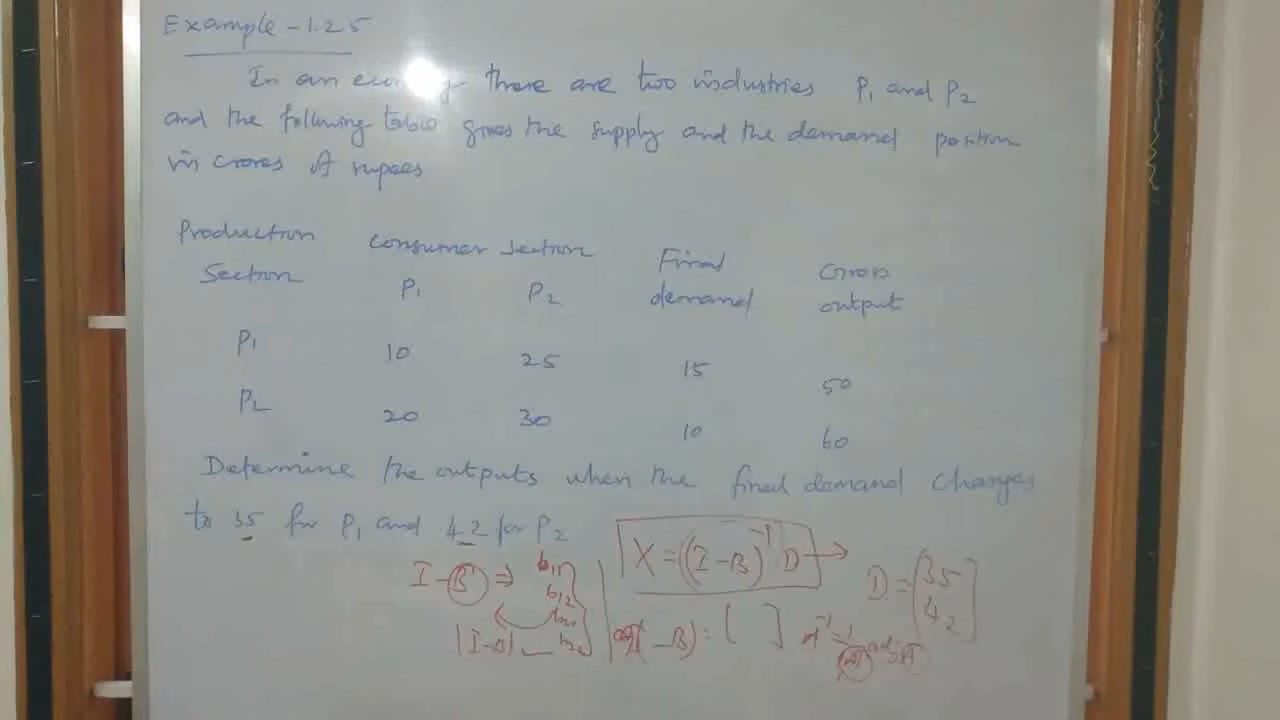 Example - 1.25
In an there are two industries P1 and P2
and the following table gives the supply and the demand position
in crores of rupees
Production Section
Consumer Section
Final demand
Gross output
P1 P2
P1 10 25 15 50
P2 20 30 10 60
Determine the outputs when the final demand changes
to 35 for P1 and 42 for P2
X = (I - B)^-1 D →
D = [35 42]
I - B ⇒ b11 b12
|I-B|
- B) = [ ]